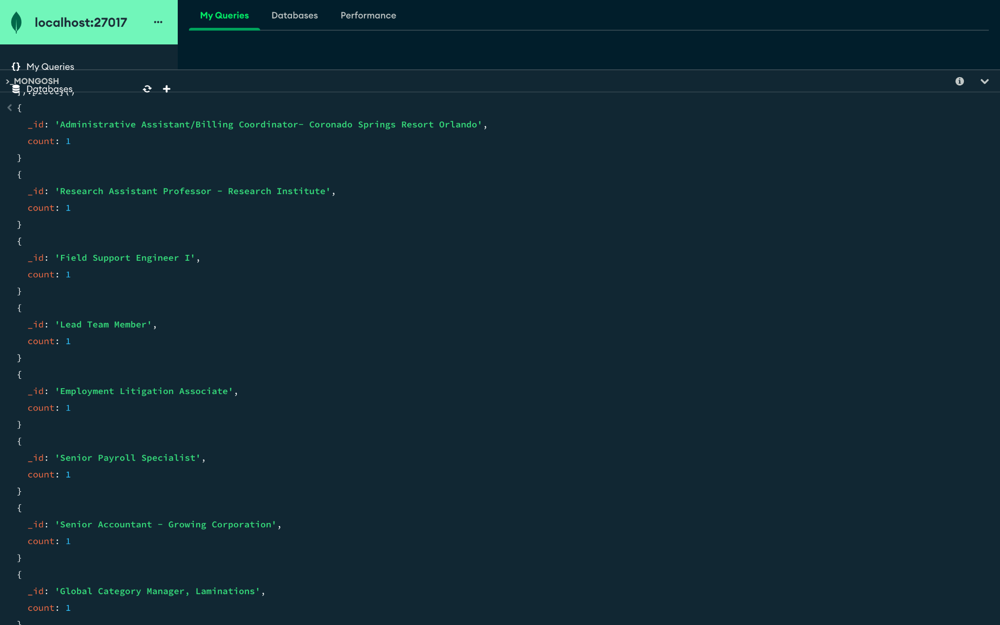 localhost:27017 ...
My Queries Databases Performance
{} My Queries
>_MONGOSH
Databases
{
_id: 'Administrative Assistant/Billing Coordinator- Coronado Springs Resort Orlando',
count: 1
}
{
_id: 'Research Assistant Professor - Research Institute',
count: 1
}
{
_id: 'Field Support Engineer I',
count: 1
}
{
_id: 'Lead Team Member',
count: 1
}
{
_id: 'Employment Litigation Associate',
count: 1
}
{
_id: 'Senior Payroll Specialist',
count: 1
}
{
_id: 'Senior Accountant - Growing Corporation',
count: 1
}
{
_id: 'Global Category Manager, Laminations',
count: 1
}